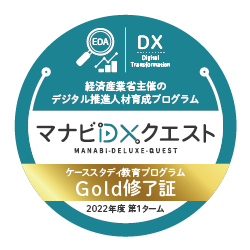 EDA
DX
Digital
Transformation
経済産業省主催の
デジタル推進人材育成プログラム
マナビDXクエスト
MANABI-DELUXE-QUEST
ケーススタディ教育プログラム
Gold修了証
2022年度 第1ターム